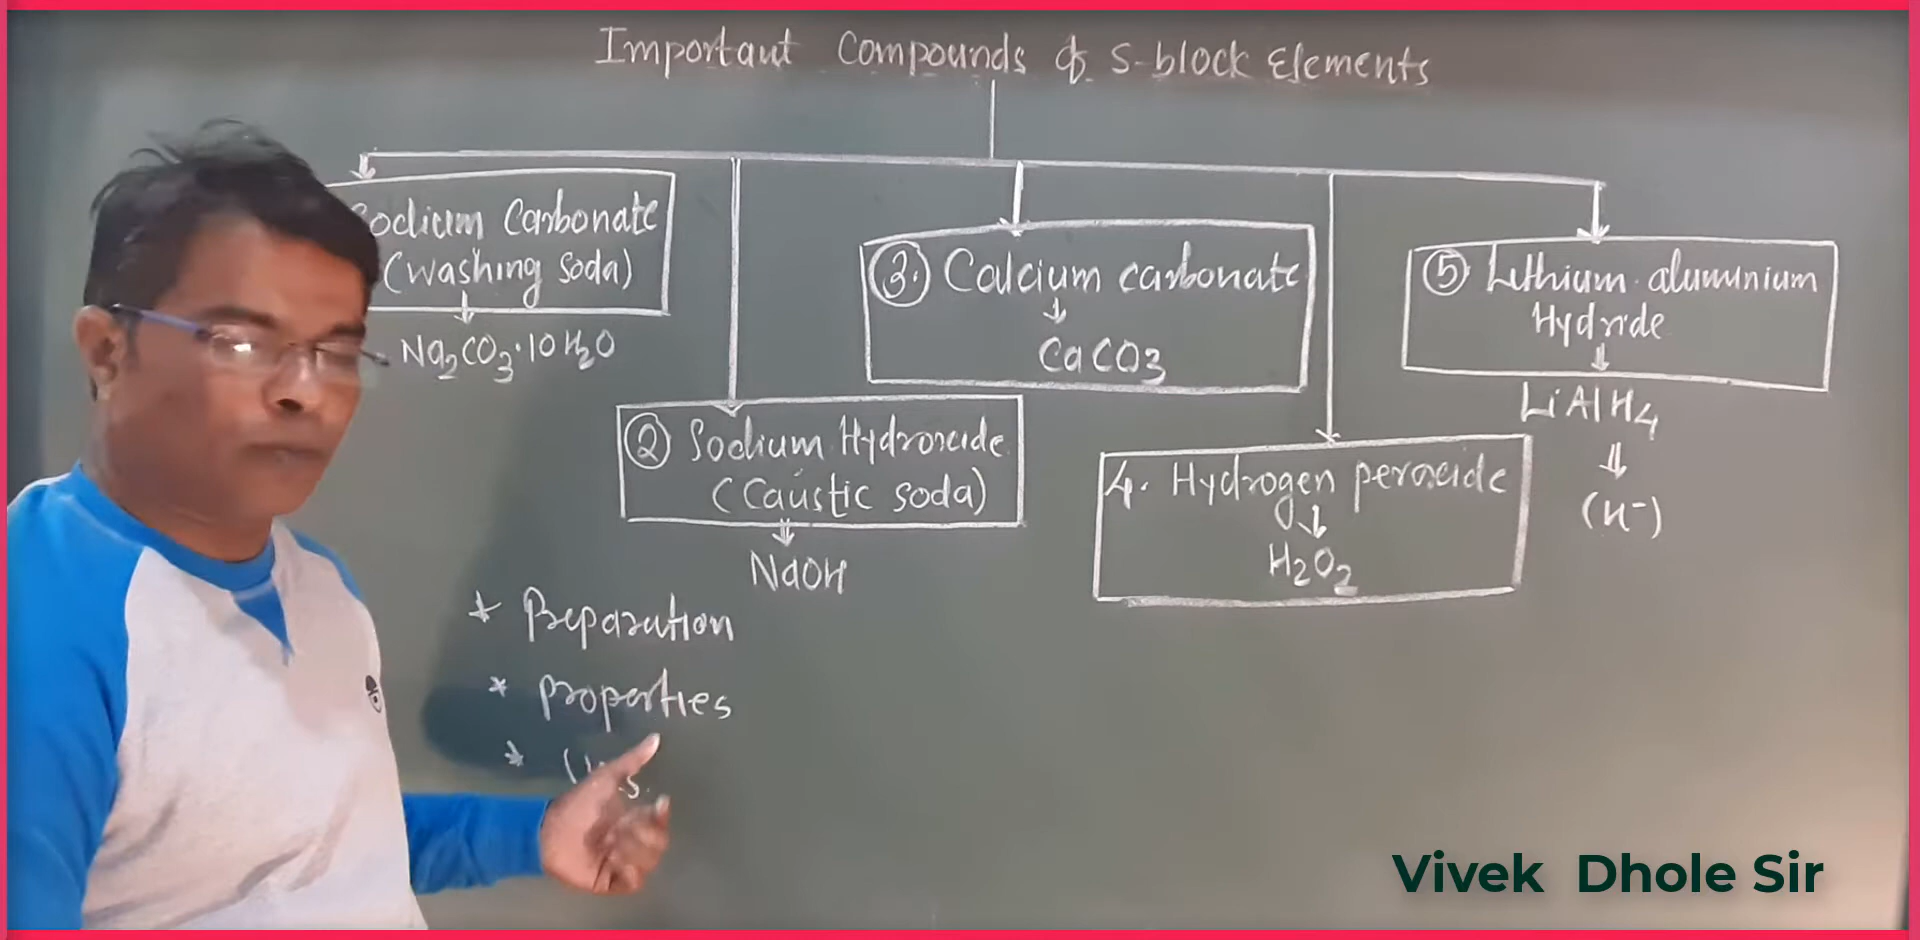 Important Compounds of S-block Elements
Sodium Carbonate
(Washing Soda)
Na2CO3·10H2O
② Sodium Hydroxide
(Caustic soda)
NaOH
③ Calcium carbonate
CaCO3
4. Hydrogen peroxide
H2O2
⑤ Lithium aluminium
Hydride
LiAlH4
(H-)
* Preparation
* properties
*
Vivek Dhole Sir